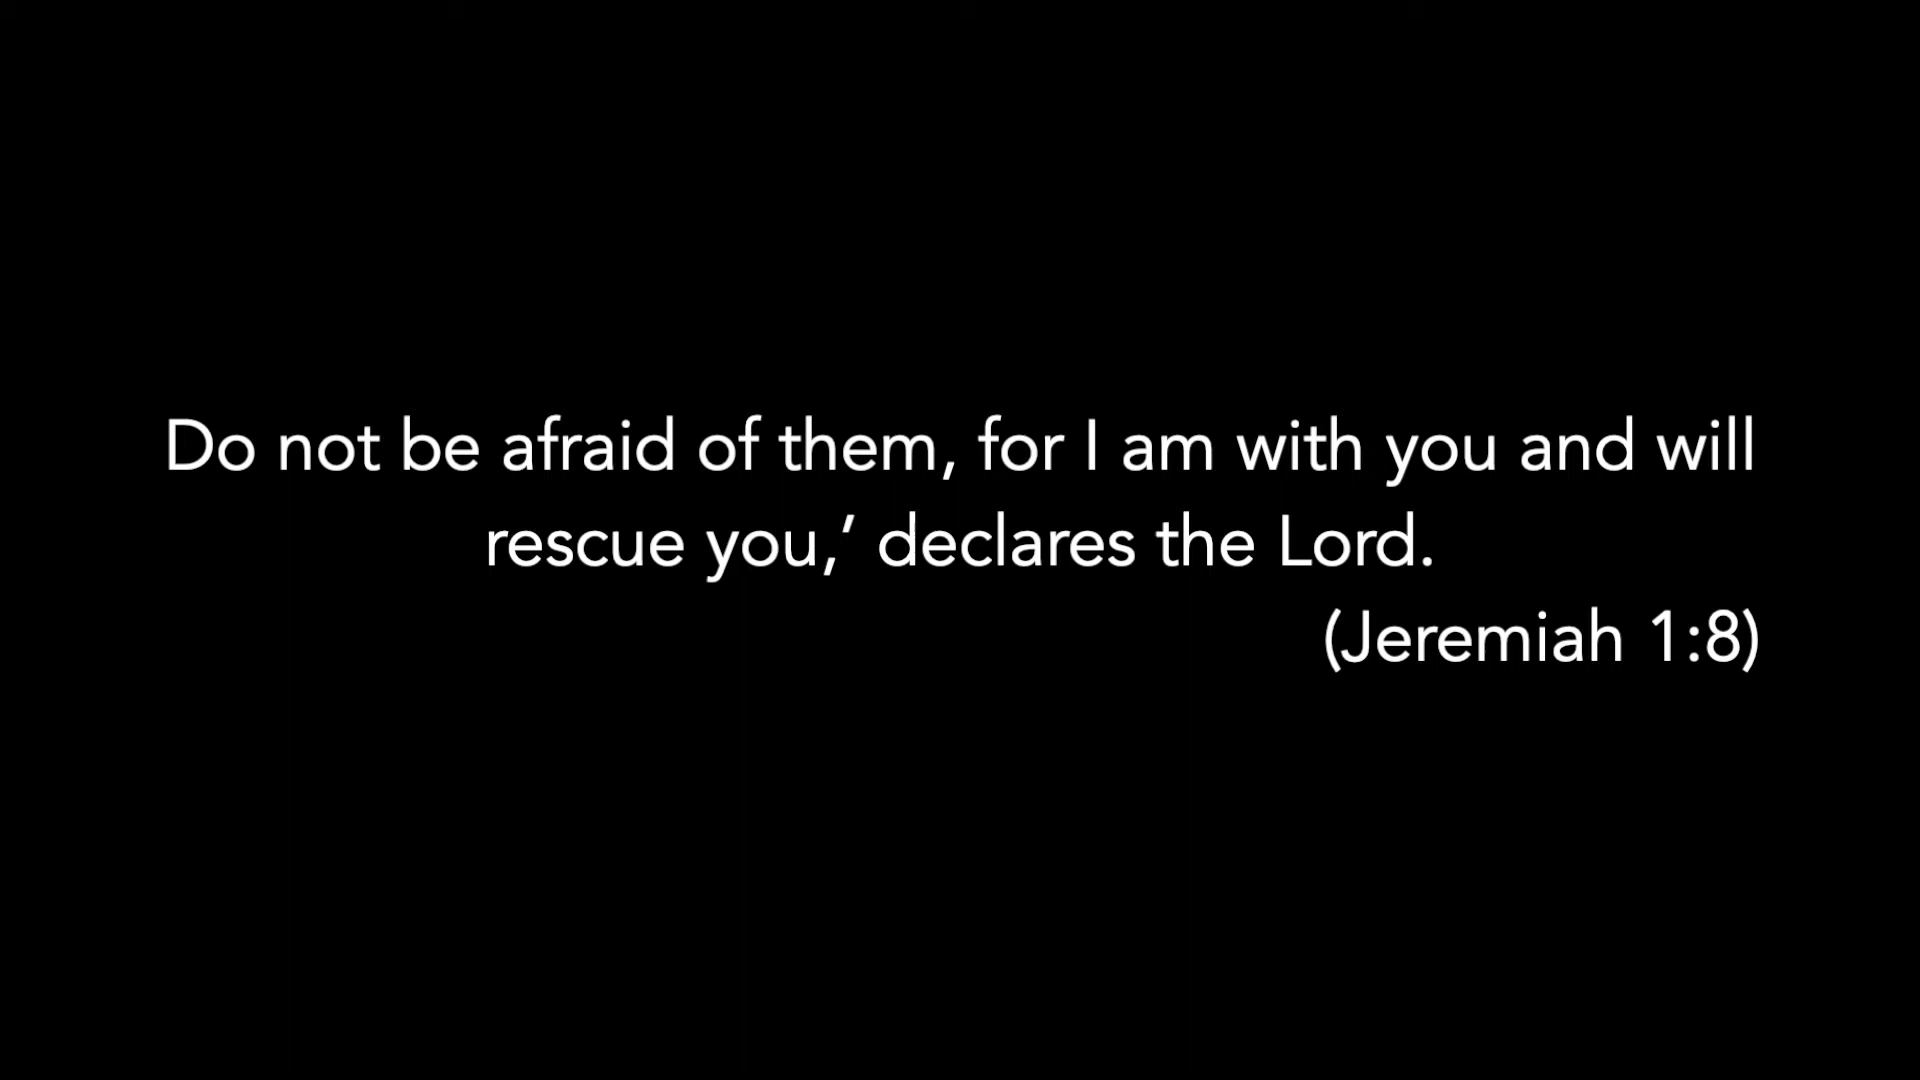 Do not be afraid of them, for I am with you and will
rescue you,’ declares the Lord.
(Jeremiah 1:8)